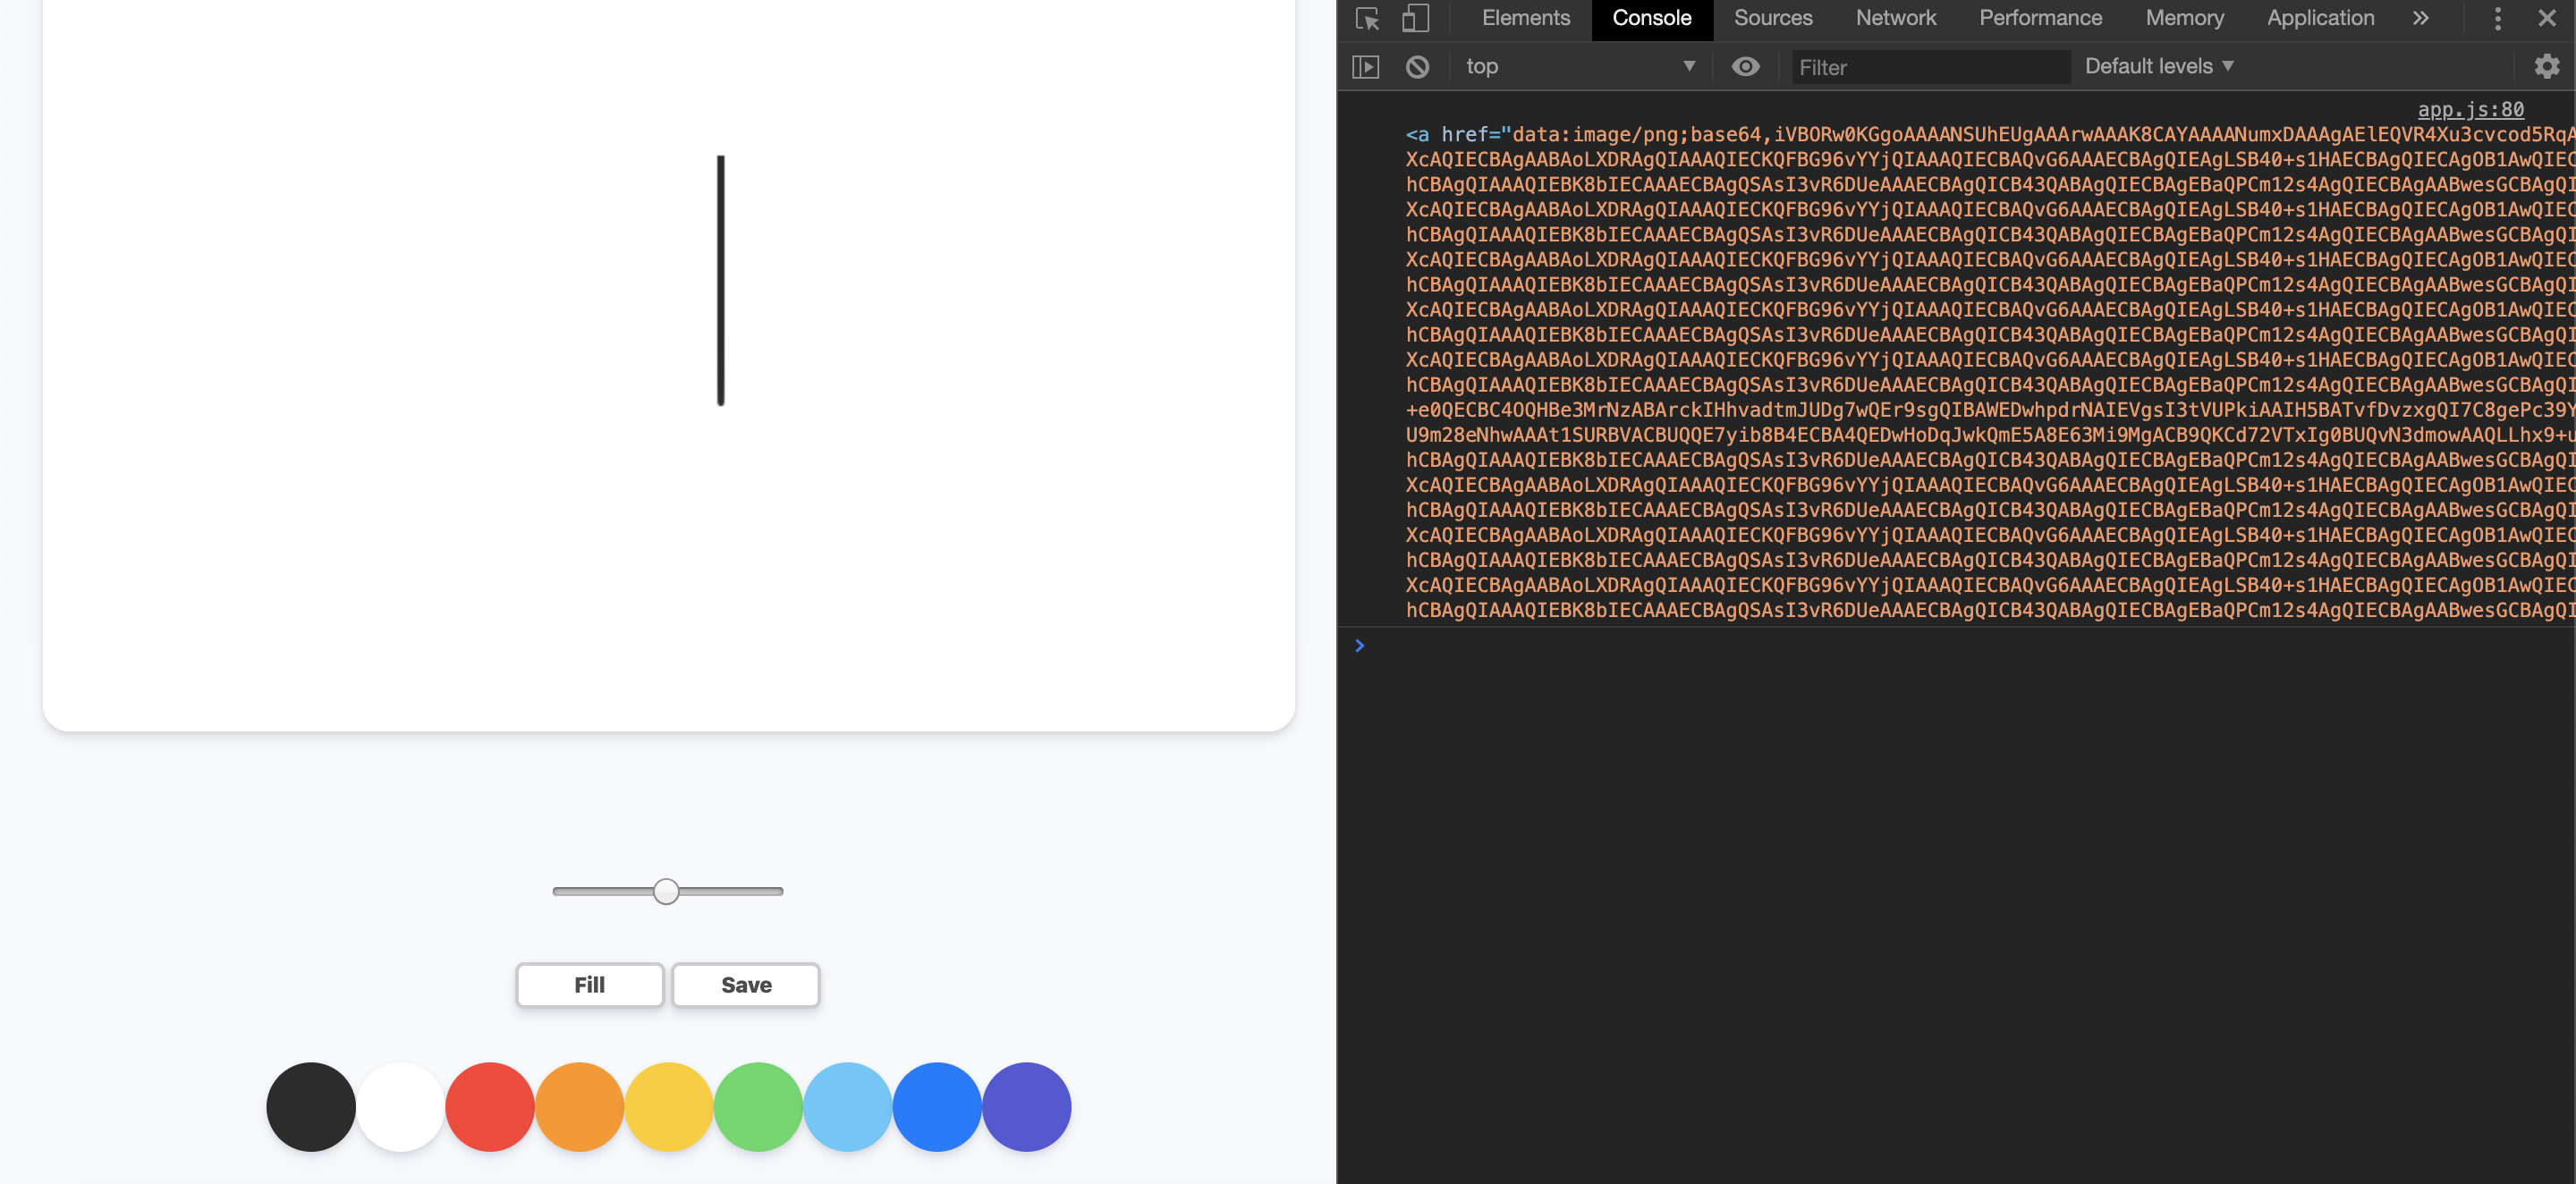 Elements Console Sources Network Performance Memory Application »
top Filter Default levels
app.js:80
<a href="data:image/png;base64,iVBORw0KGgoAAAANSUhEUgAAArwAAAK8CAYAAAANumxDAAAgAElEQVR4Xu3cvcod5RqA
XcAQIECBAgAABAoLXDRAgQIAAAQIECKQFBG96vYYjQIAAAQIECBAQvG6AAAECBAgQIEAgLSB40+s1HAECBAgQIECAgOB1AwQIEC
hCBAgQIAAAQIEBK8bIECAAAECBAgQSAsI3vR6DUeAAAECBAgQICB43QABAgQIECBAgEBaQPCm12s4AgQIECBAgAABwesGCBAgQI
XcAQIECBAgAABAoLXDRAgQIAAAQIECKQFBG96vYYjQIAAAQIECBAQvG6AAAECBAgQIEAgLSB40+s1HAECBAgQIECAgOB1AwQIEC
hCBAgQIAAAQIEBK8bIECAAAECBAgQSAsI3vR6DUeAAAECBAgQICB43QABAgQIECBAgEBaQPCm12s4AgQIECBAgAABwesGCBAgQI
XcAQIECBAgAABAoLXDRAgQIAAAQIECKQFBG96vYYjQIAAAQIECBAQvG6AAAECBAgQIEAgLSB40+s1HAECBAgQIECAgOB1AwQIEC
hCBAgQIAAAQIEBK8bIECAAAECBAgQSAsI3vR6DUeAAAECBAgQICB43QABAgQIECBAgEBaQPCm12s4AgQIECBAgAABwesGCBAgQI
XcAQIECBAgAABAoLXDRAgQIAAAQIECKQFBG96vYYjQIAAAQIECBAQvG6AAAECBAgQIEAgLSB40+s1HAECBAgQIECAgOB1AwQIEC
hCBAgQIAAAQIEBK8bIECAAAECBAgQSAsI3vR6DUeAAAECBAgQICB43QABAgQIECBAgEBaQPCm12s4AgQIECBAgAABwesGCBAgQI
XcAQIECBAgAABAoLXDRAgQIAAAQIECKQFBG96vYYjQIAAAQIECBAQvG6AAAECBAgQIEAgLSB40+s1HAECBAgQIECAgOB1AwQIEC
hCBAgQIAAAQIEBK8bIECAAAECBAgQSAsI3vR6DUeAAAECBAgQICB43QABAgQIECBAgEBaQPCm12s4AgQIECBAgAABwesGCBAgQI
+e0QECBC4OQHBe3MrNzABArckIHhvadtmJUDg7wQEr9sgQIBAWEDwhpdrNAIEVgsI3tVUPkiAAIH5BATvfDvzxgQI7C8gePc39Y
U9m28eNhwAAAt1SURBVACBUQQE7yib8B4ECBA4QEDwHoDqJwkQmE5A8E63Mi9MgACB9QKCd72VTxIg0BUQvN3dmowAAQLLhx9+u
hCBAgQIAAAQIEBK8bIECAAAECBAgQSAsI3vR6DUeAAAECBAgQICB43QABAgQIECBAgEBaQPCm12s4AgQIECBAgAABwesGCBAgQI
XcAQIECBAgAABAoLXDRAgQIAAAQIECKQFBG96vYYjQIAAAQIECBAQvG6AAAECBAgQIEAgLSB40+s1HAECBAgQIECAgOB1AwQIEC
hCBAgQIAAAQIEBK8bIECAAAECBAgQSAsI3vR6DUeAAAECBAgQICB43QABAgQIECBAgEBaQPCm12s4AgQIECBAgAABwesGCBAgQI
XcAQIECBAgAABAoLXDRAgQIAAAQIECKQFBG96vYYjQIAAAQIECBAQvG6AAAECBAgQIEAgLSB40+s1HAECBAgQIECAgOB1AwQIEC
hCBAgQIAAAQIEBK8bIECAAAECBAgQSAsI3vR6DUeAAAECBAgQICB43QABAgQIECBAgEBaQPCm12s4AgQIECBAgAABwesGCBAgQI
XcAQIECBAgAABAoLXDRAgQIAAAQIECKQFBG96vYYjQIAAAQIECBAQvG6AAAECBAgQIEAgLSB40+s1HAECBAgQIECAgOB1AwQIEC
hCBAgQIAAAQIEBK8bIECAAAECBAgQSAsI3vR6DUeAAAECBAgQICB43QABAgQIECBAgEBaQPCm12s4AgQIECBAgAABwesGCBAgQI
Fill Save